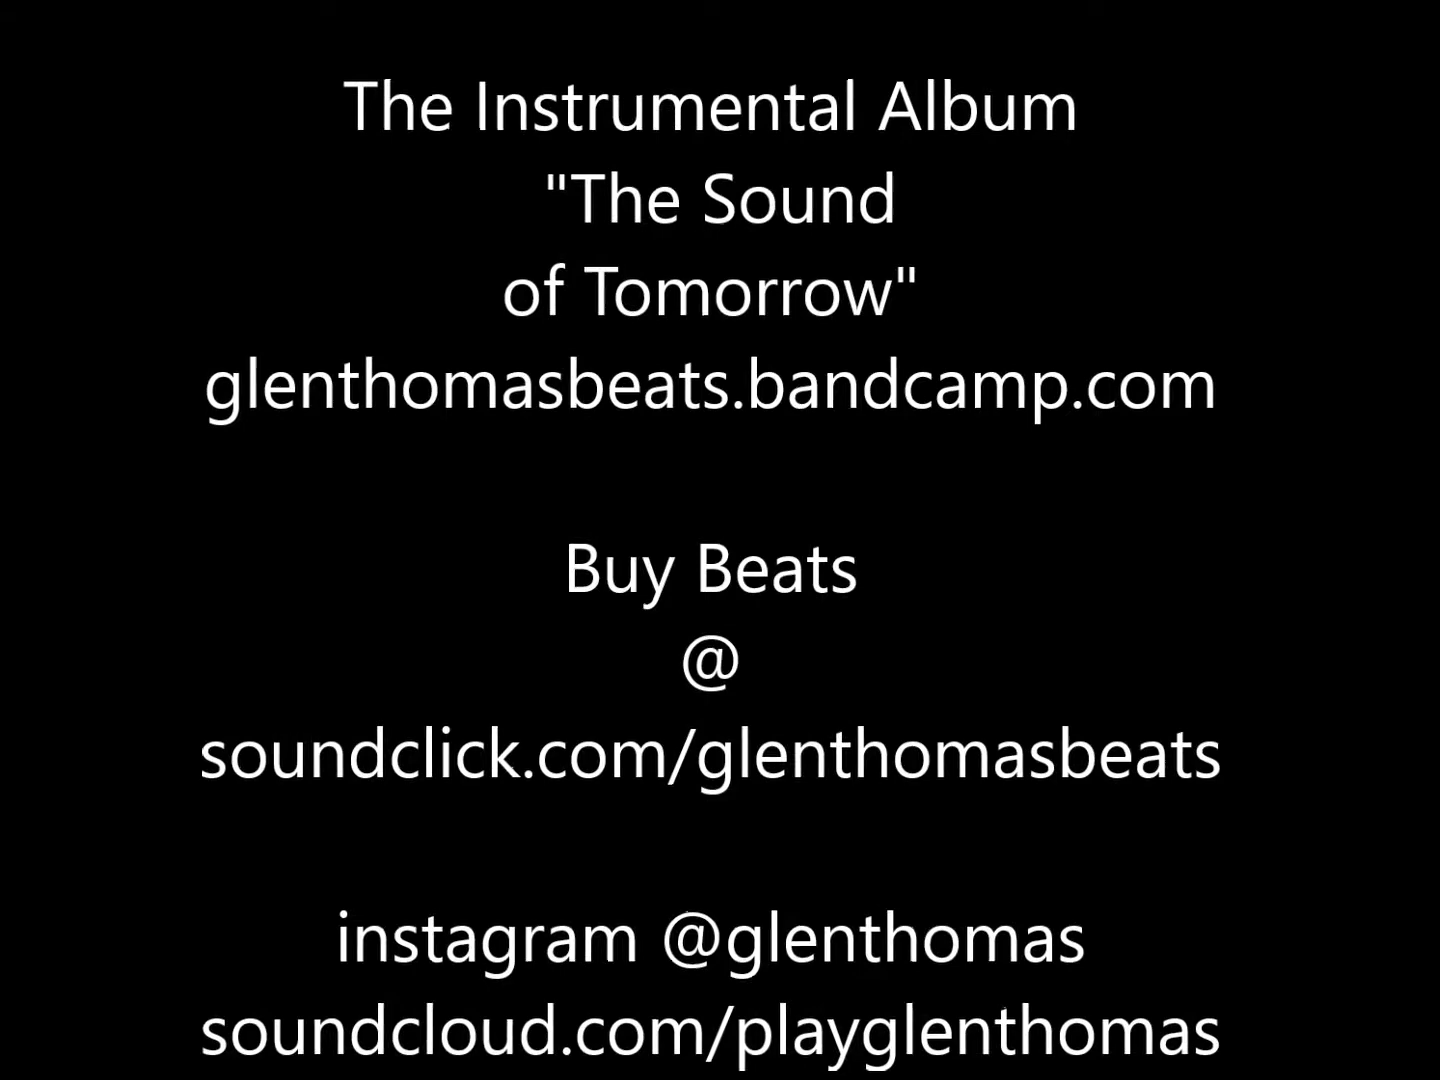 The Instrumental Album
"The Sound
of Tomorrow"
glenthomasbeats.bandcamp.com
Buy Beats
@
soundclick.com/glenthomasbeats
instagram @glenthomas
soundcloud.com/playglenthomas